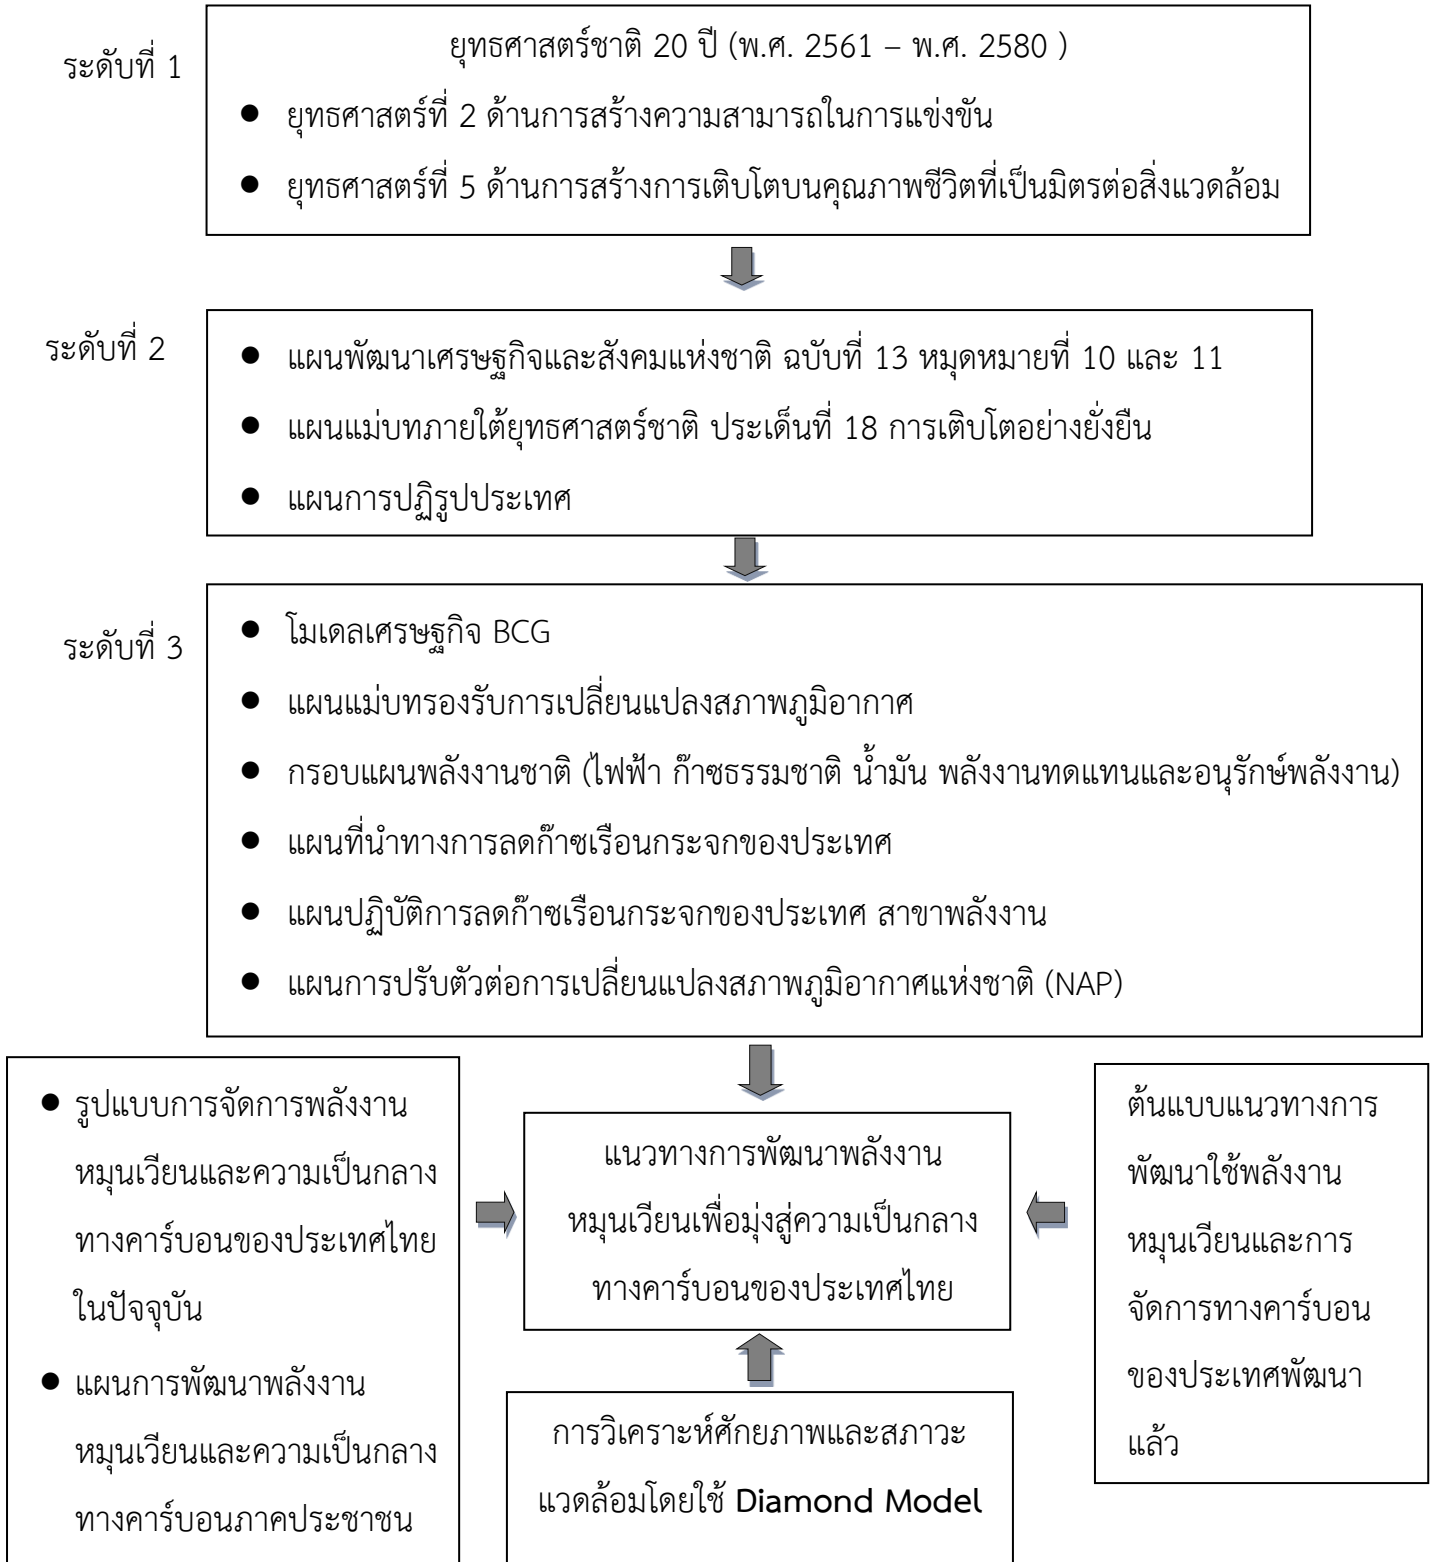 ระดับที่ 1
ยุทธศาสตร์ชาติ 20 ปี (พ.ศ. 2561 – พ.ศ. 2580 )
● ยุทธศาสตร์ที่ 2 ด้านการสร้างความสามารถในการแข่งขัน
● ยุทธศาสตร์ที่ 5 ด้านการสร้างการเติบโตบนคุณภาพชีวิตที่เป็นมิตรต่อสิ่งแวดล้อม
ระดับที่ 2
● แผนพัฒนาเศรษฐกิจและสังคมแห่งชาติ ฉบับที่ 13 หมุดหมายที่ 10 และ 11
● แผนแม่บทภายใต้ยุทธศาสตร์ชาติ ประเด็นที่ 18 การเติบโตอย่างยั่งยืน
● แผนการปฏิรูปประเทศ
ระดับที่ 3
● โมเดลเศรษฐกิจ BCG
● แผนแม่บทรองรับการเปลี่ยนแปลงสภาพภูมิอากาศ
● กรอบแผนพลังงานชาติ (ไฟฟ้า ก๊าซธรรมชาติ น้ำมัน พลังงานทดแทนและอนุรักษ์พลังงาน)
● แผนที่นำทางการลดก๊าซเรือนกระจกของประเทศ
● แผนปฏิบัติการลดก๊าซเรือนกระจกของประเทศ สาขาพลังงาน
● แผนการปรับตัวต่อการเปลี่ยนแปลงสภาพภูมิอากาศแห่งชาติ (NAP)
● รูปแบบการจัดการพลังงาน
หมุนเวียนและความเป็นกลาง
ทางคาร์บอนของประเทศไทย
ในปัจจุบัน
● แผนการพัฒนาพลังงาน
หมุนเวียนและความเป็นกลาง
ทางคาร์บอนภาคประชาชน
แนวทางการพัฒนาพลังงาน
หมุนเวียนเพื่อมุ่งสู่ความเป็นกลาง
ทางคาร์บอนของประเทศไทย
การวิเคราะห์ศักยภาพและสภาวะ
แวดล้อมโดยใช้ Diamond Model
ต้นแบบแนวทางการ
พัฒนาใช้พลังงาน
หมุนเวียนและการ
จัดการทางคาร์บอน
ของประเทศพัฒนา
แล้ว